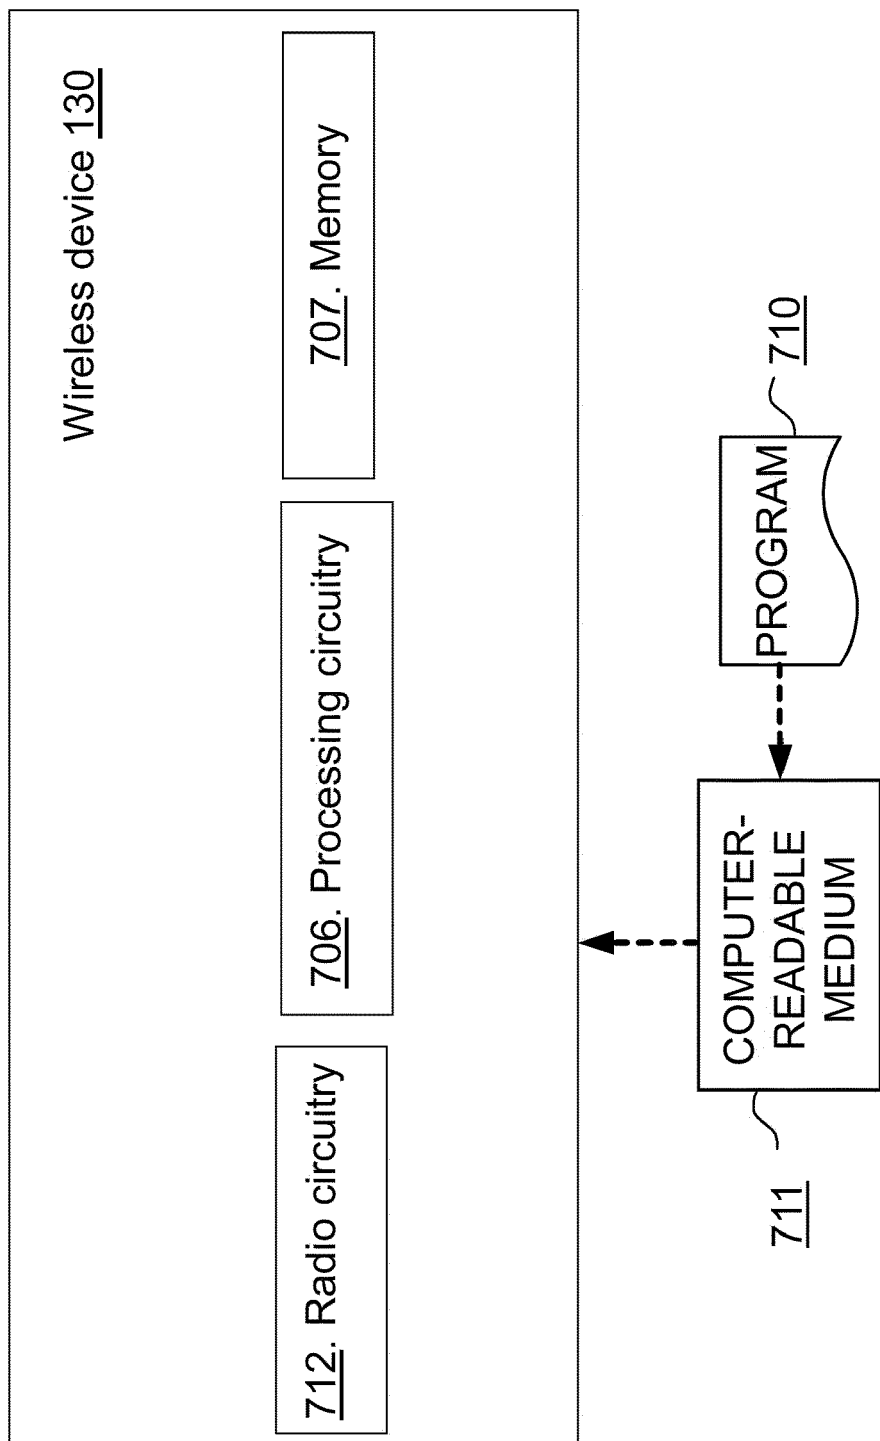 Wireless device 130
712. Radio circuitry
706. Processing circuitry
707. Memory
COMPUTER-
READABLE
MEDIUM
PROGRAM
711
710